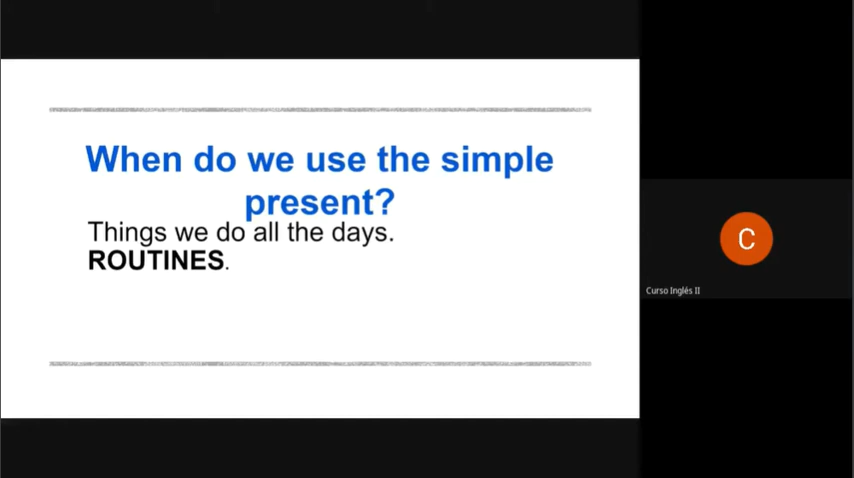 When do we use the simple
present?
Things we do all the days.
ROUTINES.
C
Curso Inglés II